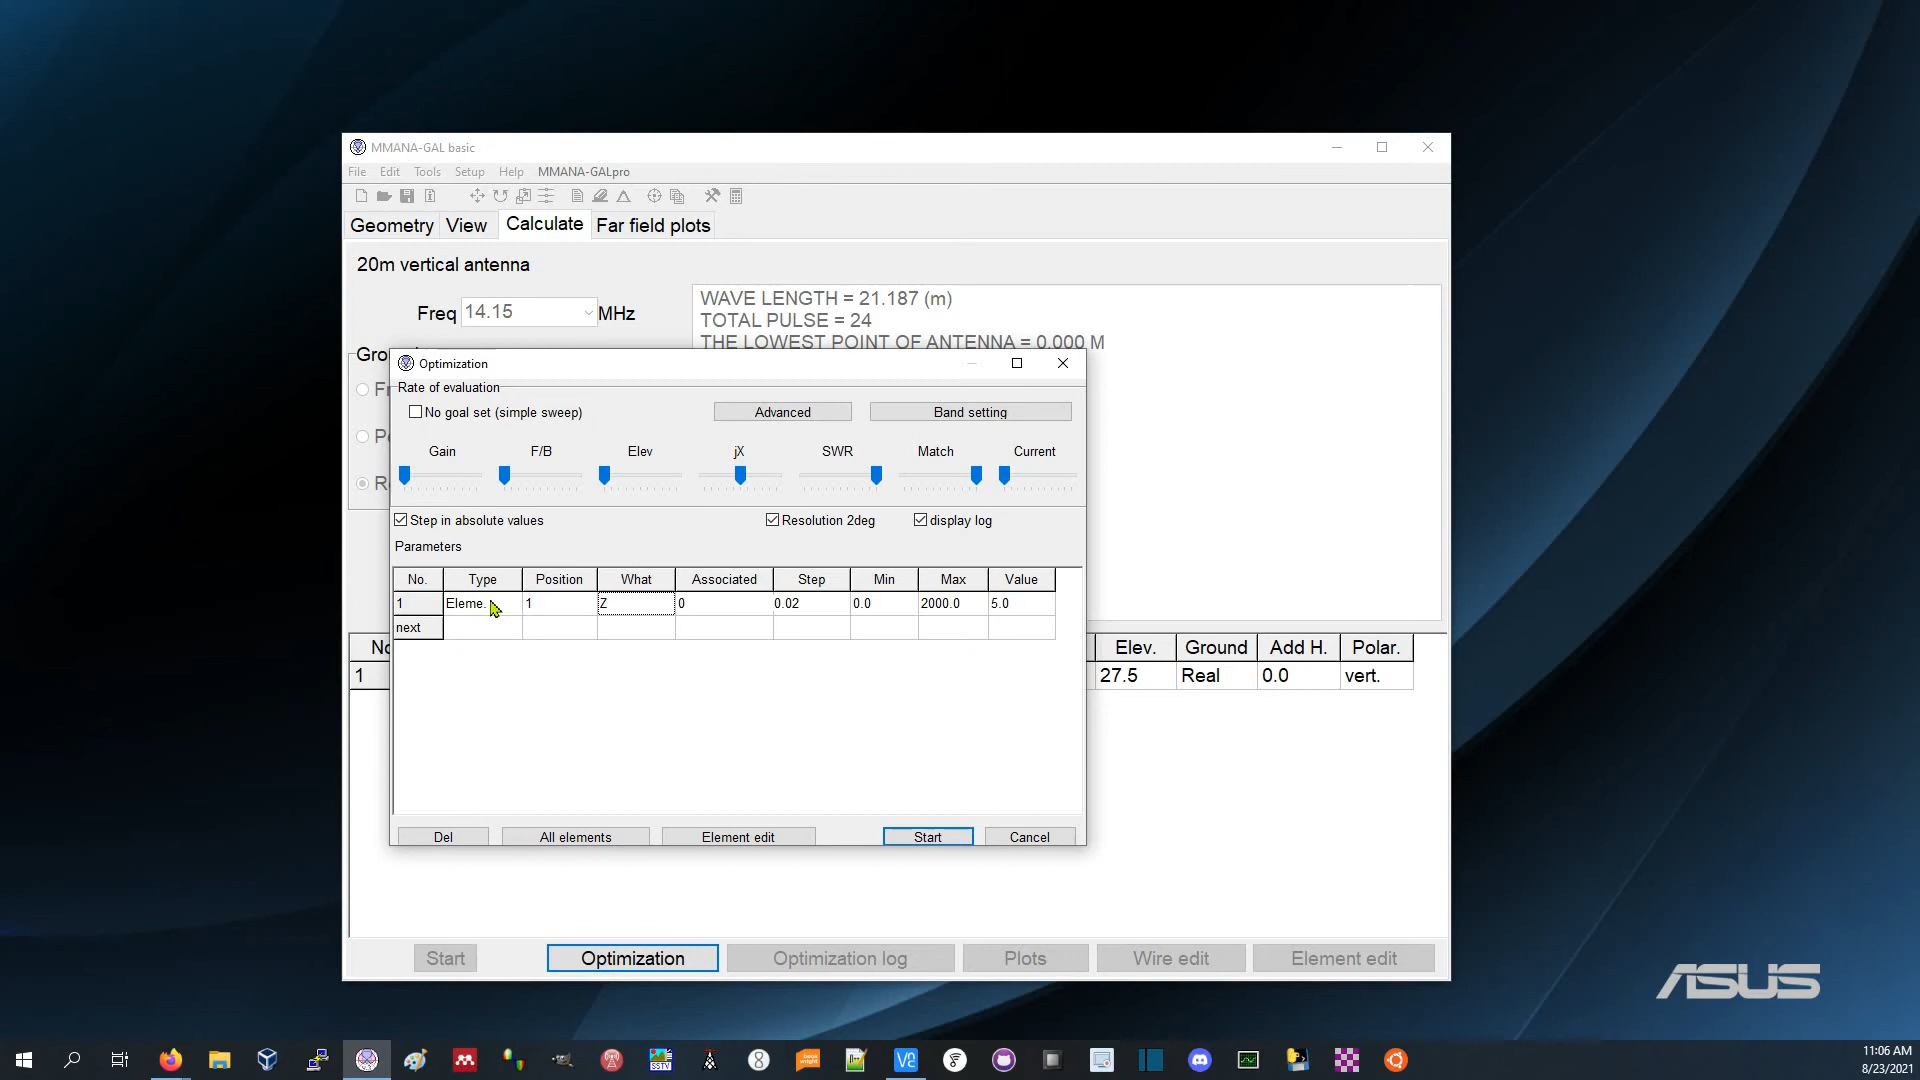 MMANA-GAL basic
File Edit Tools Setup Help MMANA-GALpro
Geometry View Calculate Far field plots
20m vertical antenna
Freq 14.15 MHz
WAVE LENGTH = 21.187 (m)
TOTAL PULSE = 24
THE LOWEST POINT OF ANTENNA = 0.000 M
Optimization
Rate of evaluation
No goal set (simple sweep) Advanced Band setting
Gain F/B Elev jX SWR Match Current
Step in absolute values Resolution 2deg display log
Parameters
No. Type Position What Associated Step Min Max Value
1 Eleme. 1 Z 0 0.02 0.0 2000.0 5.0
next
Del All elements Element edit Start Cancel
Elev. Ground Add H. Polar.
1 27.5 Real 0.0 vert.
Start Optimization Optimization log Plots Wire edit Element edit
ASUS
SSTV
11:06 AM
8/23/2021